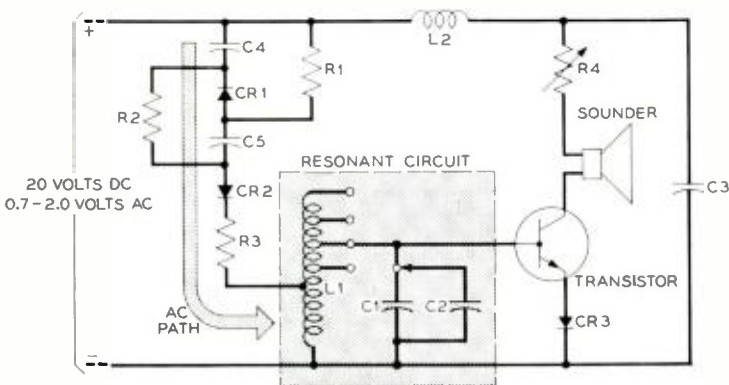 +
C4
L2
R1
R4
CR1
SOUNDER
R2
C5
RESONANT CIRCUIT
20 VOLTS DC
0.7-2.0 VOLTS AC
CR2
C3
R3
L1
TRANSISTOR
C1
C2
AC
PATH
CR3
–